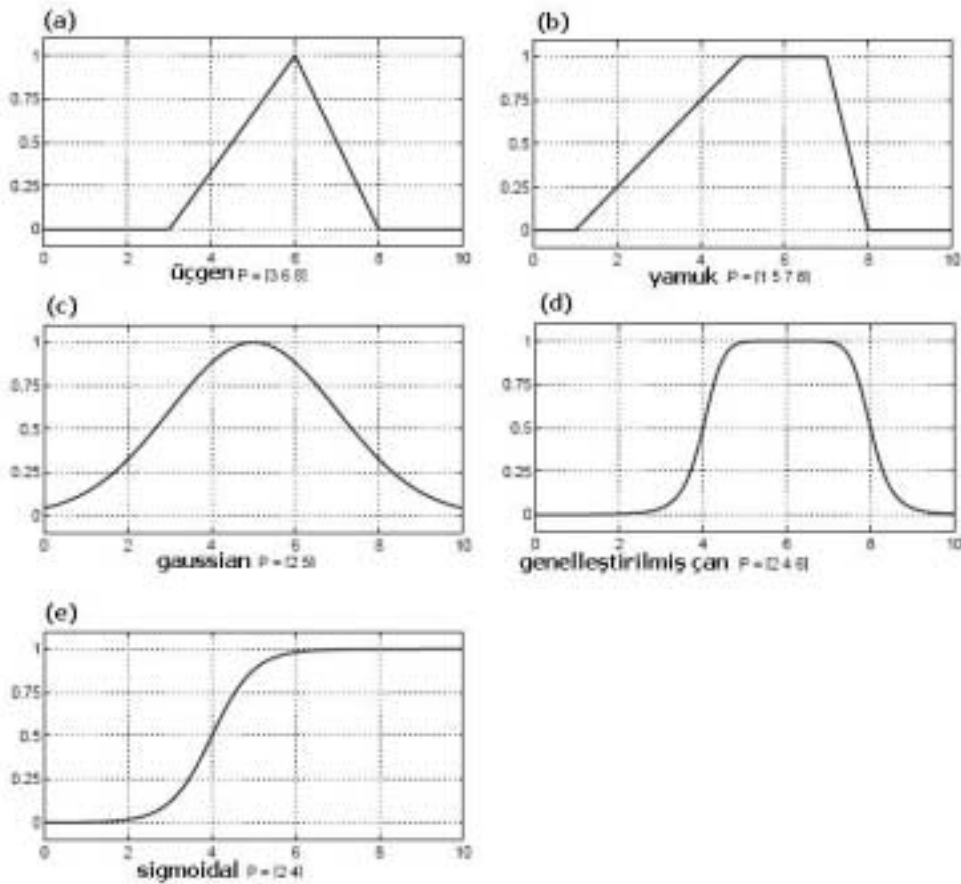 (a)
1
0.75
0.5
0.25
0
0 2 4 6 8 10
üçgen P = [3 6 8]
(b)
1
0.75
0.5
0.25
0
0 2 4 6 8 10
yamuk P = [1 5 7 8]
(c)
1
0.75
0.5
0.25
0
0 2 4 6 8 10
gaussian P = [2 5]
(d)
1
0.75
0.5
0.25
0
0 2 4 6 8 10
genelleştirilmiş çan P = [2 4 6]
(e)
1
0.75
0.5
0.25
0
0 2 4 6 8 10
sigmoidal P = [2 4]